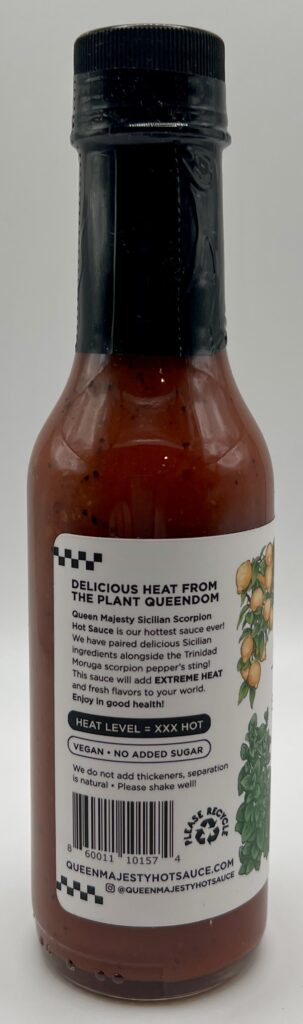 DELICIOUS HEAT FROM
THE PLANT QUEENDOM
Queen Majesty Sicilian Scorpion
Hot Sauce is our hottest sauce ever!
We have paired delicious Sicilian
ingredients alongside the Trinidad
Moruga scorpion pepper's sting!
This sauce will add EXTREME HEAT
and fresh flavors to your world.
Enjoy in good health!
HEAT LEVEL = XXX HOT
VEGAN • NO ADDED SUGAR
We do not add thickeners, separation
is natural • Please shake well!
PLEASE RECYCLE
8 60011 10157 4
QUEENMAJESTYHOTSAUCE.COM
@QUEENMAJESTYHOTSAUCE